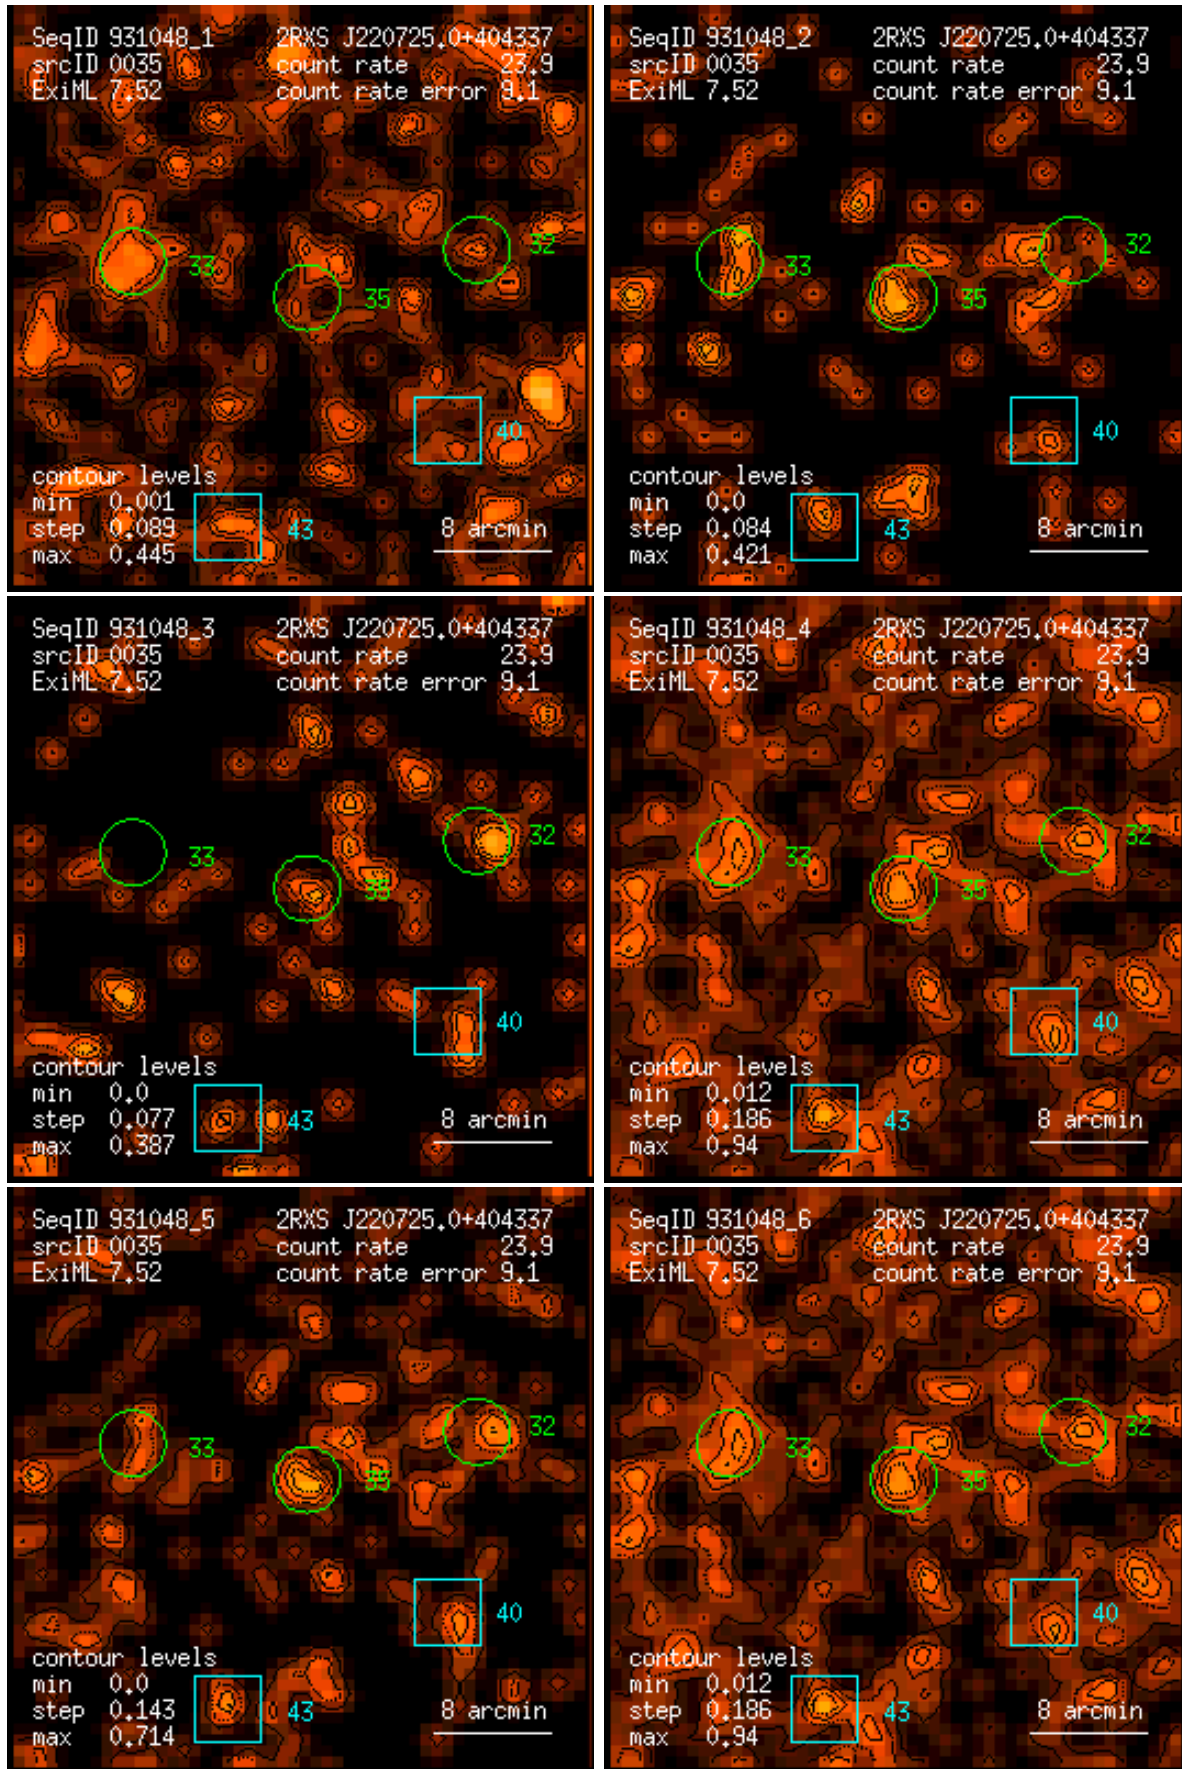 SeqID 931048_1 2RXS J220725.0+404337
srcID 0035 count rate 23.9
ExiML 7.52 count rate error 9.1
32
33
35
40
contour levels
min 0.001
step 0.089 43 8 arcmin
max 0.445
SeqID 931048_2 2RXS J220725.0+404337
srcID 0035 count rate 23.9
ExiML 7.52 count rate error 9.1
32
33
35
40
contour levels
min 0.0
step 0.084 43 8 arcmin
max 0.421
SeqID 931048_3 2RXS J220725.0+404337
srcID 0035 count rate 23.9
ExiML 7.52 count rate error 9.1
32
33
35
40
contour levels
min 0.0
step 0.077 43 8 arcmin
max 0.387
SeqID 931048_4 2RXS J220725.0+404337
srcID 0035 count rate 23.9
ExiML 7.52 count rate error 9.1
32
33
35
40
contour levels
min 0.012
step 0.186 43 8 arcmin
max 0.94
SeqID 931048_5 2RXS J220725.0+404337
srcID 0035 count rate 23.9
ExiML 7.52 count rate error 9.1
32
33
35
40
contour levels
min 0.0
step 0.143 43 8 arcmin
max 0.714
SeqID 931048_6 2RXS J220725.0+404337
srcID 0035 count rate 23.9
ExiML 7.52 count rate error 9.1
32
33
35
40
contour levels
min 0.012
step 0.186 43 8 arcmin
max 0.94